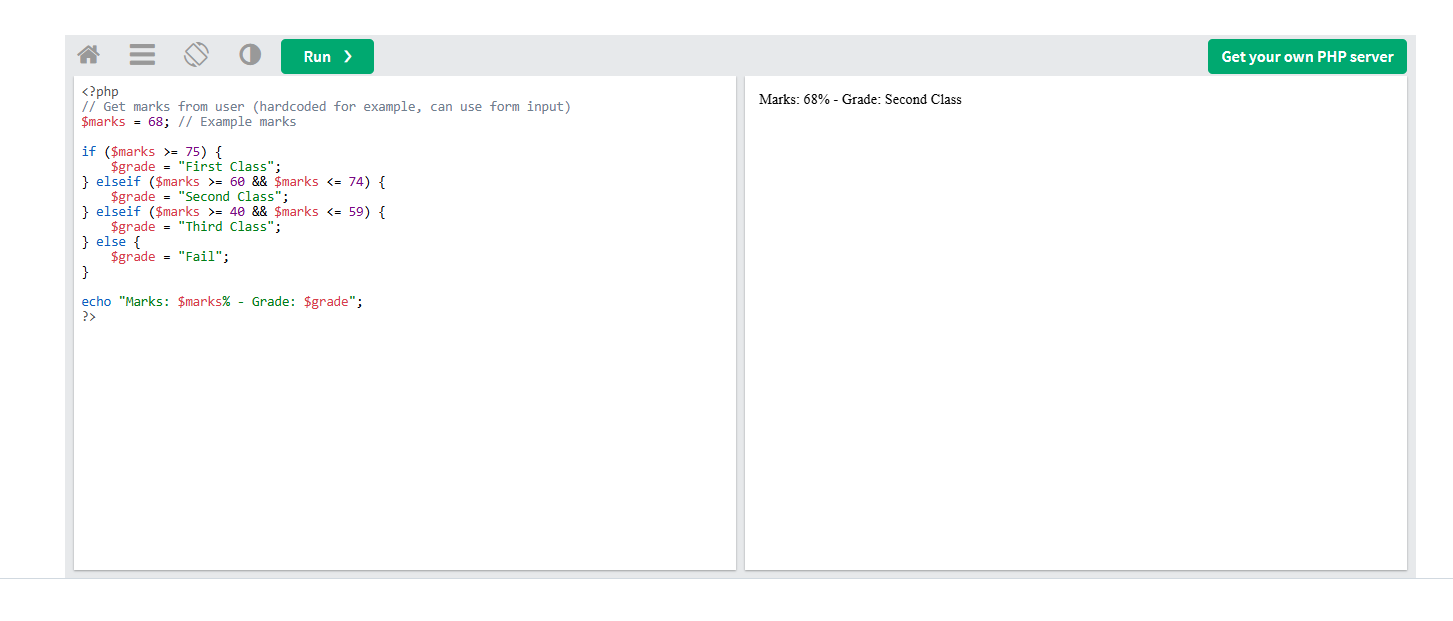 Run ❯
Get your own PHP server
<?php
// Get marks from user (hardcoded for example, can use form input)
$marks = 68; // Example marks

if ($marks >= 75) {
    $grade = "First Class";
} elseif ($marks >= 60 && $marks <= 74) {
    $grade = "Second Class";
} elseif ($marks >= 40 && $marks <= 59) {
    $grade = "Third Class";
} else {
    $grade = "Fail";
}

echo "Marks: $marks% - Grade: $grade";
?>
Marks: 68% - Grade: Second Class